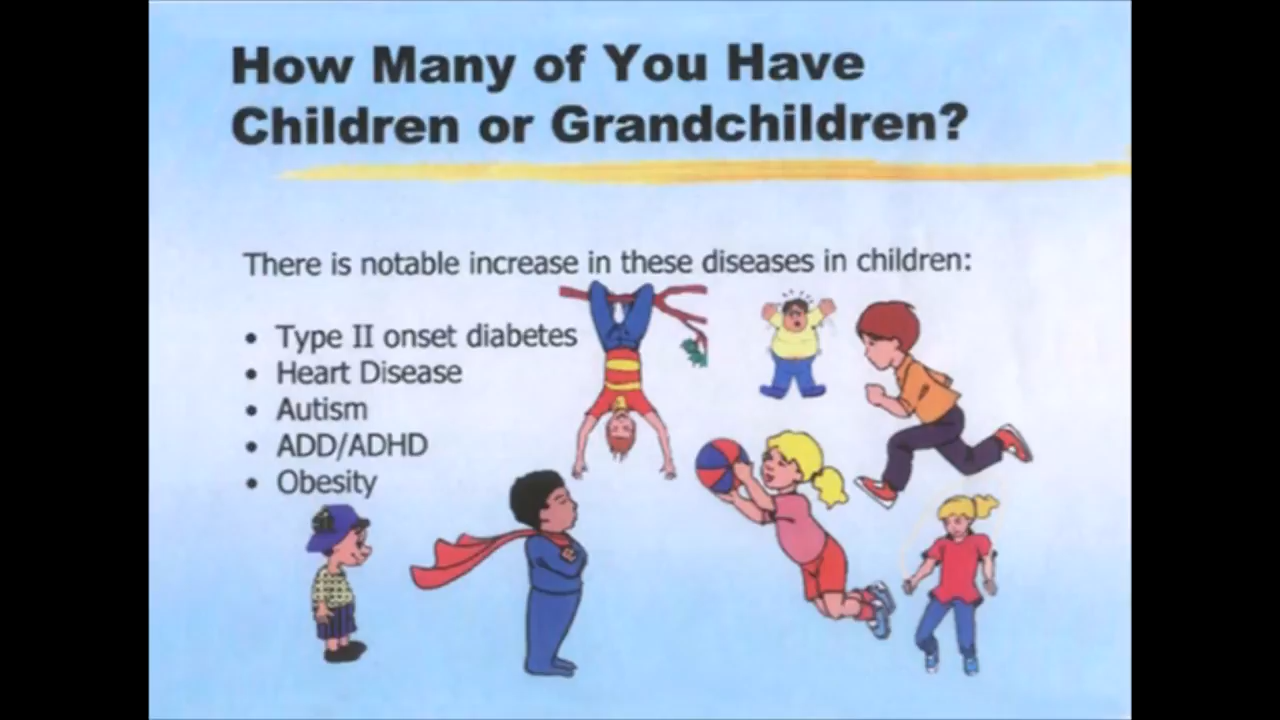 How Many of You Have
Children or Grandchildren?
There is notable increase in these diseases in children:
• Type II onset diabetes
• Heart Disease
• Autism
• ADD/ADHD
• Obesity